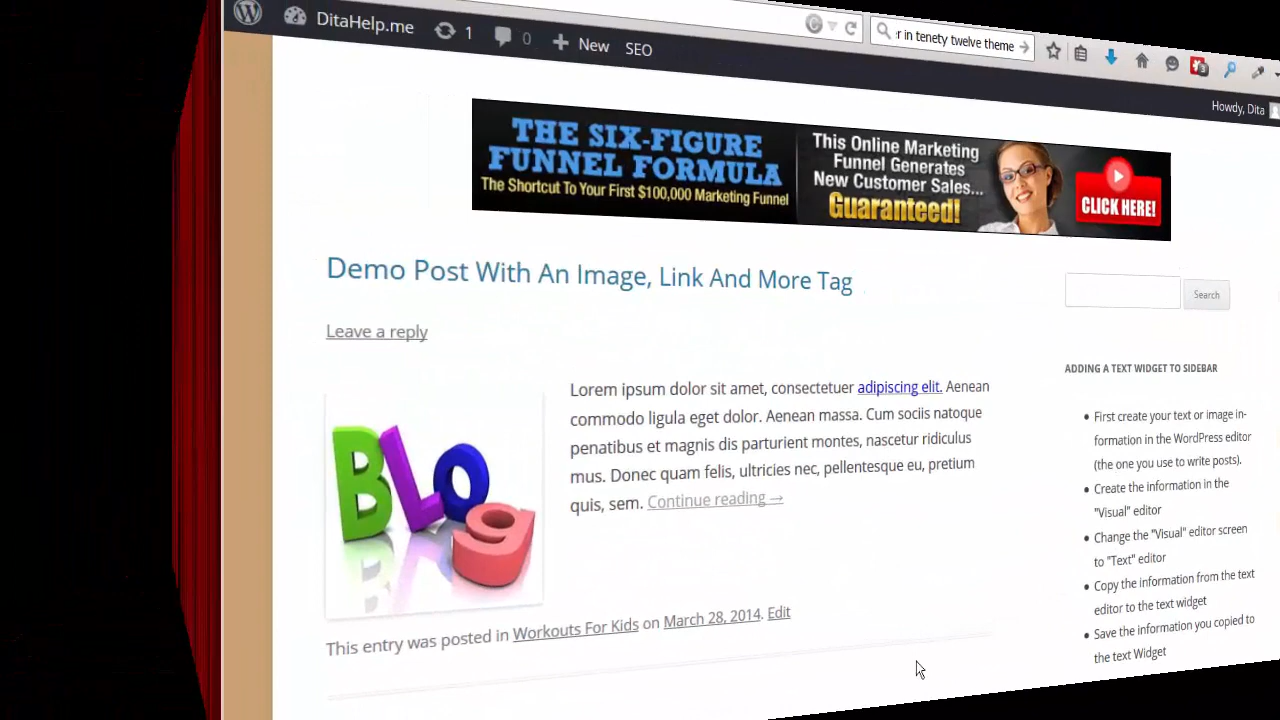 DitaHelp.me 1 0 New SEO
r in tenety twelve theme
Howdy, Dita
THE SIX-FIGURE
FUNNEL FORMULA
The Shortcut To Your First $100,000 Marketing Funnel
This Online Marketing
Funnel Generates
New Customer Sales...
Guaranteed!
CLICK HERE!
Demo Post With An Image, Link And More Tag
Leave a reply
BLOg
Lorem ipsum dolor sit amet, consectetuer adipiscing elit. Aenean
commodo ligula eget dolor. Aenean massa. Cum sociis natoque
penatibus et magnis dis parturient montes, nascetur ridiculus
mus. Donec quam felis, ultricies nec, pellentesque eu, pretium
quis, sem. Continue reading →
This entry was posted in Workouts For Kids on March 28, 2014. Edit
Search
ADDING A TEXT WIDGET TO SIDEBAR
First create your text or image in-
formation in the WordPress editor
(the one you use to write posts).
Create the information in the
"Visual" editor
Change the "Visual" editor screen
to "Text" editor
Copy the information from the text
editor to the text widget
Save the information you copied to
the text Widget